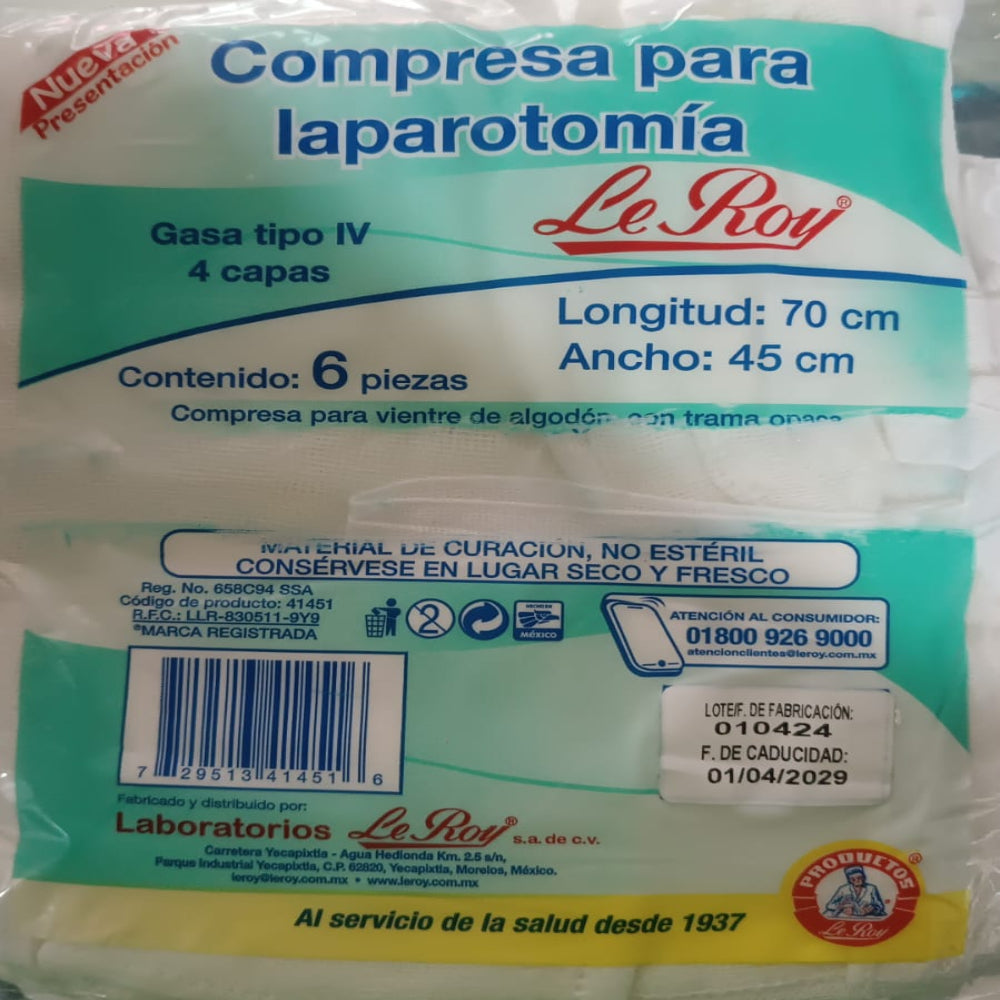 Nueva
Presentación
Compresa para
laparotomía
Le Roy®
Gasa tipo IV
4 capas
Longitud: 70 cm
Ancho: 45 cm
Contenido: 6 piezas
Compresa para vientre de algodón con trama opaca
MATERIAL DE CURACIÓN, NO ESTÉRIL
CONSÉRVESE EN LUGAR SECO Y FRESCO
Reg. No. 658C94 SSA
Código de producto: 41451
R.F.C.: LLR-830511-9Y9
®MARCA REGISTRADA
2
HECHO EN
MÉXICO
ATENCIÓN AL CONSUMIDOR:
01800 926 9000
atencionclientes@leroy.com.mx
LOTE/F. DE FABRICACIÓN:
010424
F. DE CADUCIDAD:
01/04/2029
7 29513 41451 6
Fabricado y distribuido por:
Laboratorios Le Roy® s.a. de c.v.
Carretera Yecapixtla - Agua Hedionda Km. 2.5 s/n,
Parque Industrial Yecapixtla, C.P. 62820, Yecapixtla, Morelos, México.
leroy@leroy.com.mx • www.leroy.com.mx
PRODUCTOS®
Le Roy
Al servicio de la salud desde 1937